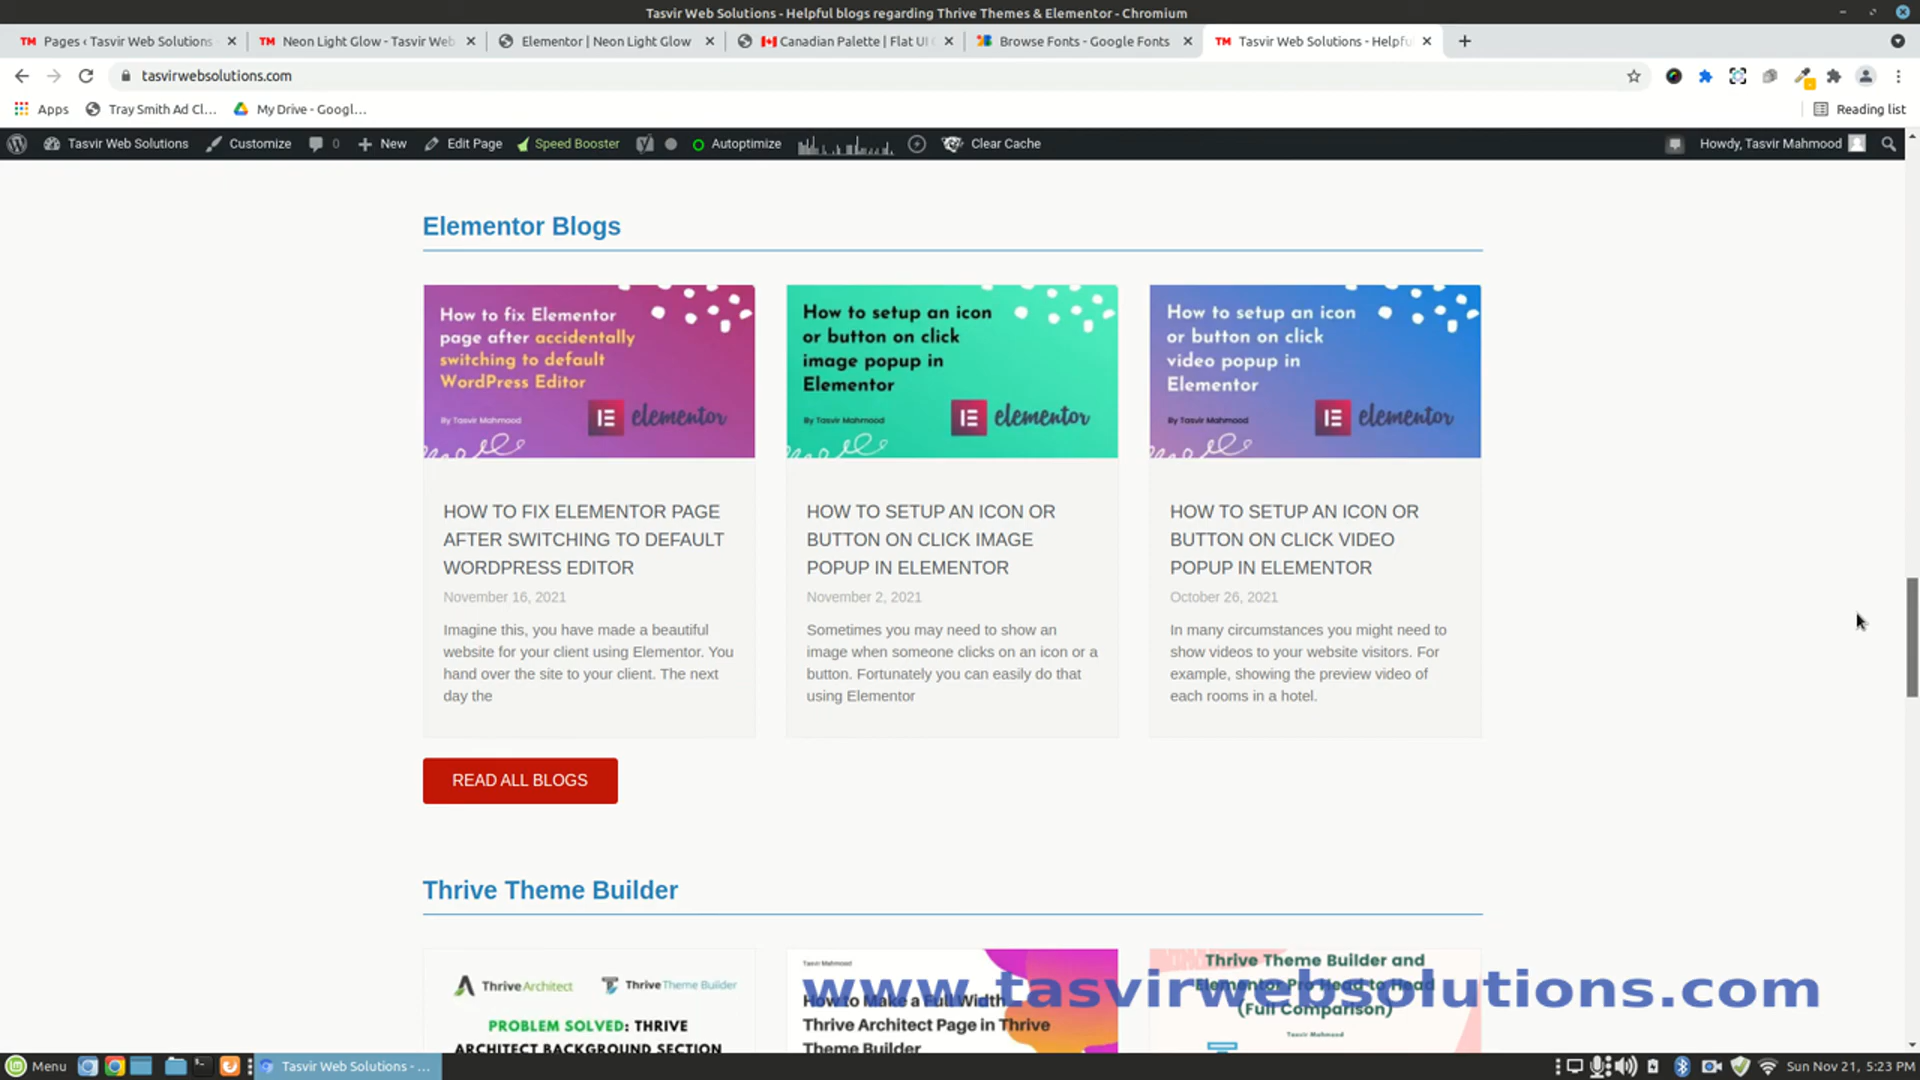 Tasvir Web Solutions - Helpful blogs regarding Thrive Themes & Elementor - Chromium
Pages ‹ Tasvir Web Solutions
Neon Light Glow - Tasvir Web
Elementor | Neon Light Glow
Canadian Palette | Flat UI
Browse Fonts - Google Fonts
Tasvir Web Solutions - Helpfu
tasvirwebsolutions.com
Apps
Tray Smith Ad Cl...
My Drive - Googl...
Reading list
Tasvir Web Solutions
Customize
0
New
Edit Page
Speed Booster
Autoptimize
Clear Cache
Howdy, Tasvir Mahmood
Elementor Blogs
How to fix Elementor
page after accidentally
switching to default
WordPress Editor
By Tasvir Mahmood
elementor
How to setup an icon
or button on click
image popup in
Elementor
By Tasvir Mahmood
elementor
How to setup an icon
or button on click
video popup in
Elementor
By Tasvir Mahmood
elementor
HOW TO FIX ELEMENTOR PAGE
AFTER SWITCHING TO DEFAULT
WORDPRESS EDITOR
November 16, 2021
Imagine this, you have made a beautiful
website for your client using Elementor. You
hand over the site to your client. The next
day the
HOW TO SETUP AN ICON OR
BUTTON ON CLICK IMAGE
POPUP IN ELEMENTOR
November 2, 2021
Sometimes you may need to show an
image when someone clicks on an icon or a
button. Fortunately you can easily do that
using Elementor
HOW TO SETUP AN ICON OR
BUTTON ON CLICK VIDEO
POPUP IN ELEMENTOR
October 26, 2021
In many circumstances you might need to
show videos to your website visitors. For
example, showing the preview video of
each rooms in a hotel.
READ ALL BLOGS
Thrive Theme Builder
Thrive Architect
Thrive Theme Builder
PROBLEM SOLVED: THRIVE
ARCHITECT BACKGROUND SECTION
Tasvir Mahmood
How to Make a Full Width
Thrive Architect Page in Thrive
Theme Builder
Thrive Theme Builder and
Elementor Pro Head to Head
(Full Comparison)
Tasvir Mahmood
www.tasvirwebsolutions.com
Menu
Tasvir Web Solutions - ...
Sun Nov 21, 5:23 PM